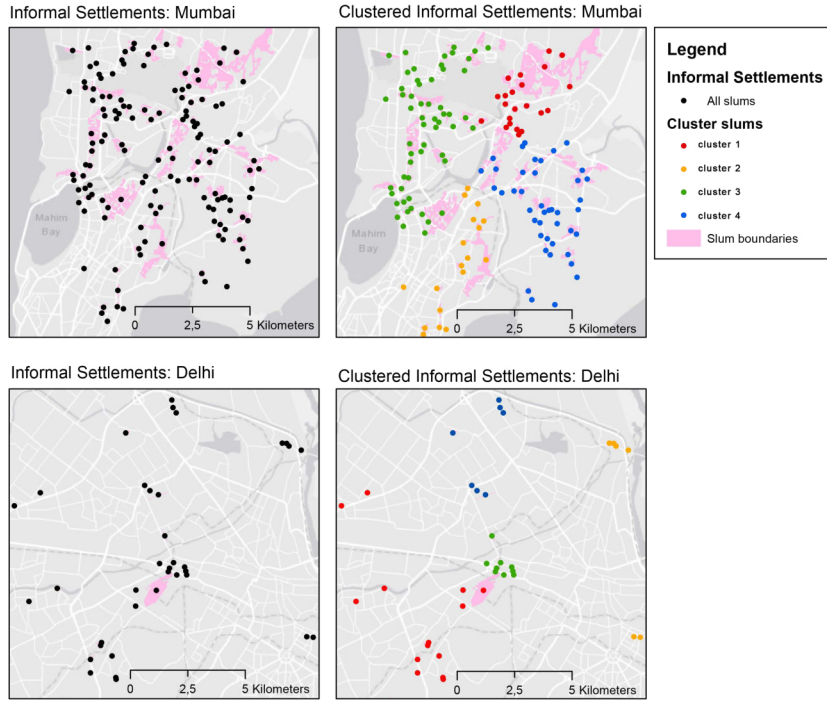 Informal Settlements: Mumbai
Clustered Informal Settlements: Mumbai
Mahim
Bay
0 2,5 5 Kilometers
Mahim
Bay
0 2,5 5 Kilometers
Legend
Informal Settlements
All slums
Cluster slums
cluster 1
cluster 2
cluster 3
cluster 4
Slum boundaries
Informal Settlements: Delhi
Clustered Informal Settlements: Delhi
0 2,5 5 Kilometers
0 2,5 5 Kilometers